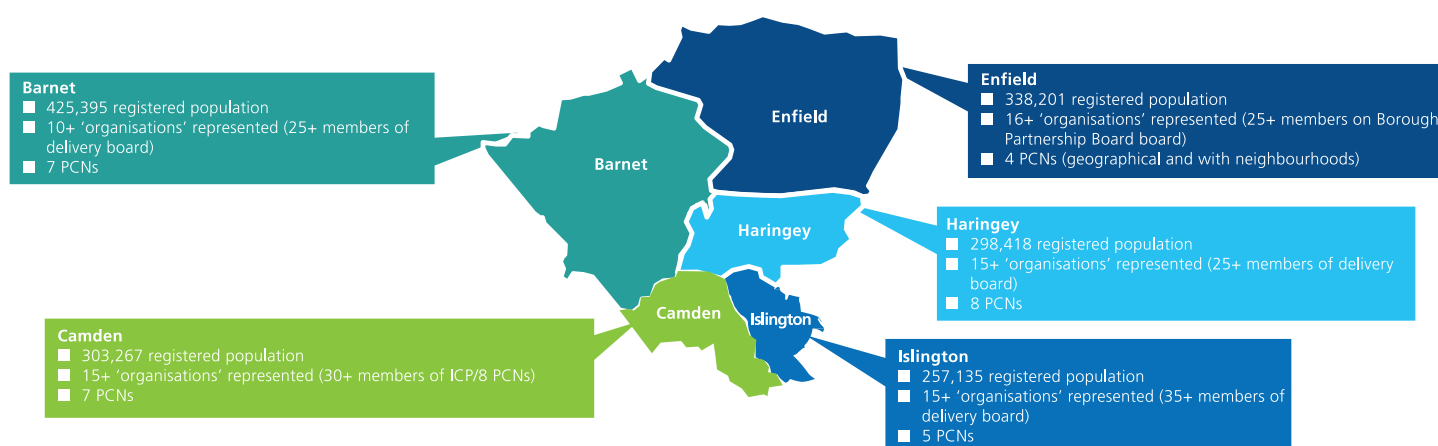 Barnet
425,395 registered population
10+ ‘organisations’ represented (25+ members of
delivery board)
7 PCNs
Enfield
338,201 registered population
16+ ‘organisations’ represented (25+ members on Borough
Partnership Board board)
4 PCNs (geographical and with neighbourhoods)
Enfield
Barnet
Haringey
Haringey
298,418 registered population
15+ ‘organisations’ represented (25+ members of delivery
board)
8 PCNs
Camden
Islington
Camden
303,267 registered population
15+ ‘organisations’ represented (30+ members of ICP/8 PCNs)
7 PCNs
Islington
257,135 registered population
15+ ‘organisations’ represented (35+ members of
delivery board)
5 PCNs